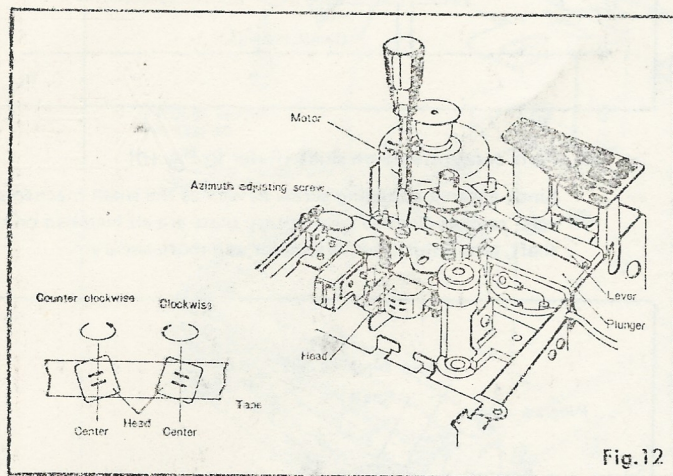 Motor
Azimuth adjusting screw
Counter clockwise
Clockwise
Lever
Plunger
Head
Tape
Head
Center
Center
Fig.12